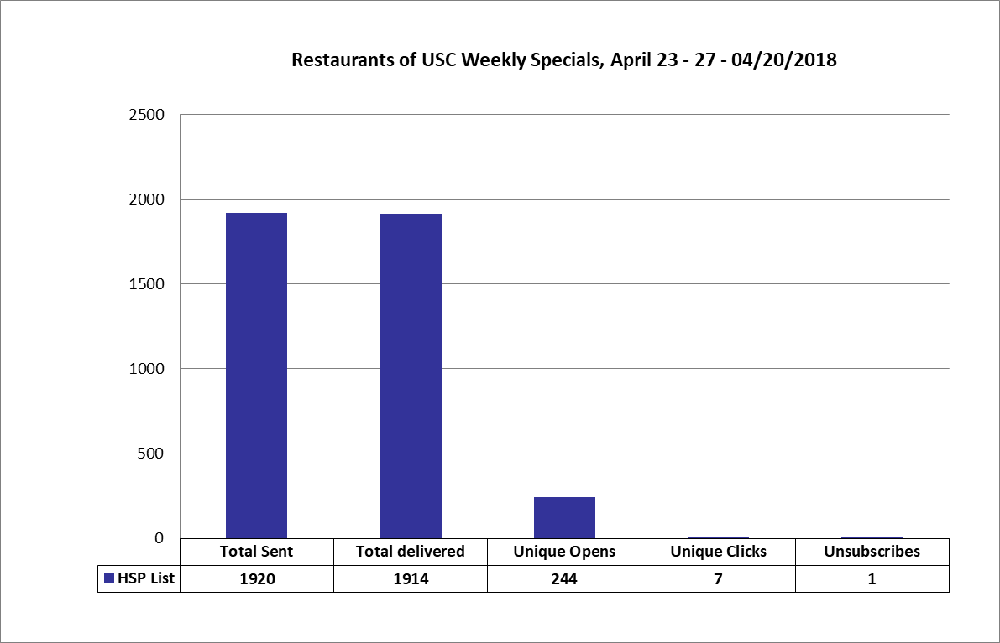 Restaurants of USC Weekly Specials, April 23 - 27 - 04/20/2018
2500
2000
1500
1000
500
0
Total Sent Total delivered Unique Opens Unique Clicks Unsubscribes
HSP List 1920 1914 244 7 1